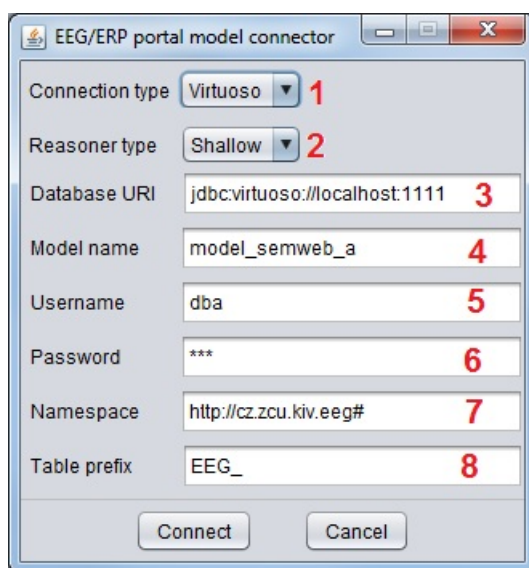 EEG/ERP portal model connector
Connection type Virtuoso 1
Reasoner type Shallow 2
Database URI jdbc:virtuoso://localhost:1111 3
Model name model_semweb_a 4
Username dba 5
Password *** 6
Namespace http://cz.zcu.kiv.eeg# 7
Table prefix EEG_ 8
Connect Cancel